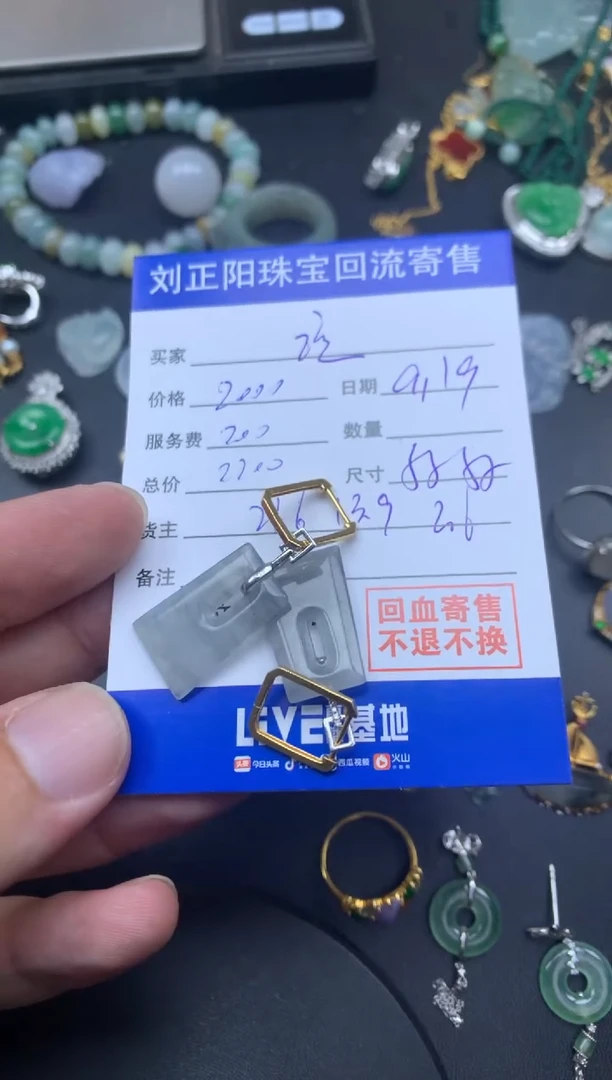 刘正阳珠宝回流寄售
买家
价格 2000 日期 9,19
服务费 200 数量
总价 2200 尺寸
货主
备注
回血寄售
不退不换
LIVE 基地
今日头条 西瓜视频 火山